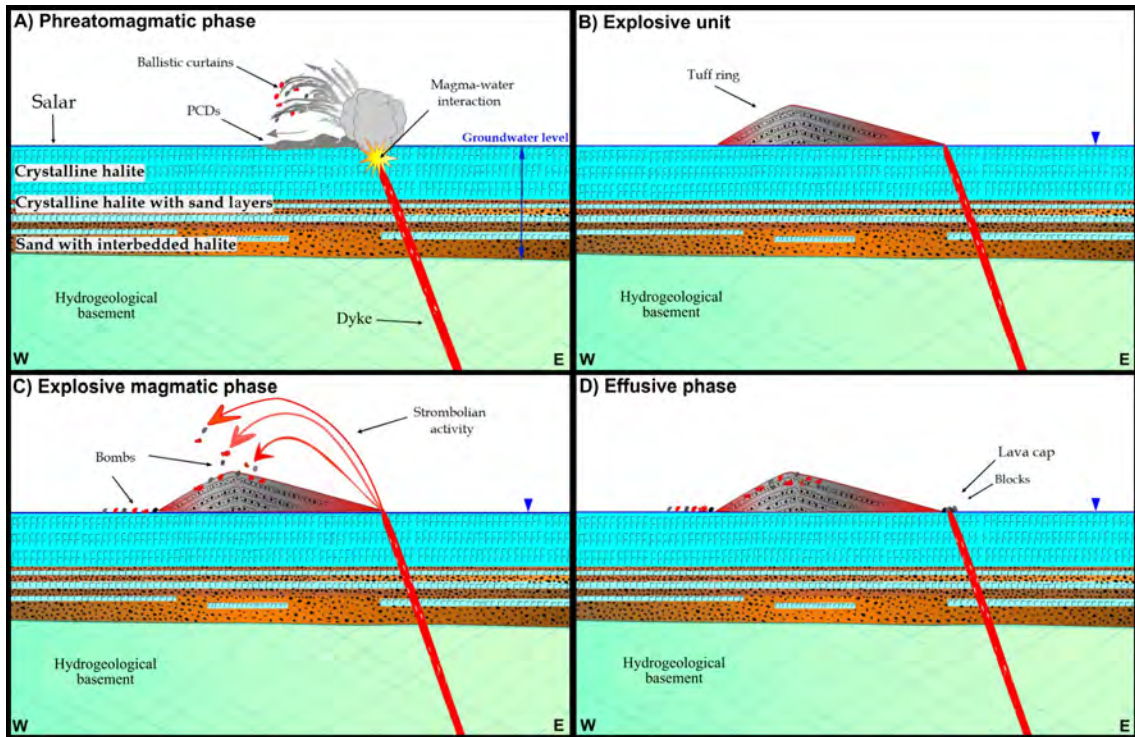 A) Phreatomagmatic phase
Ballistic curtains
Magma-water
interaction
Salar
PCDs
Groundwater level
Crystalline halite
Crystalline halite with sand layers
Sand with interbedded halite
Hydrogeological
basement
Dyke
W
E
B) Explosive unit
Tuff ring
Hydrogeological
basement
W
E
C) Explosive magmatic phase
Strombolian
activity
Bombs
Hydrogeological
basement
W
E
D) Effusive phase
Lava cap
Blocks
Hydrogeological
basement
W
E